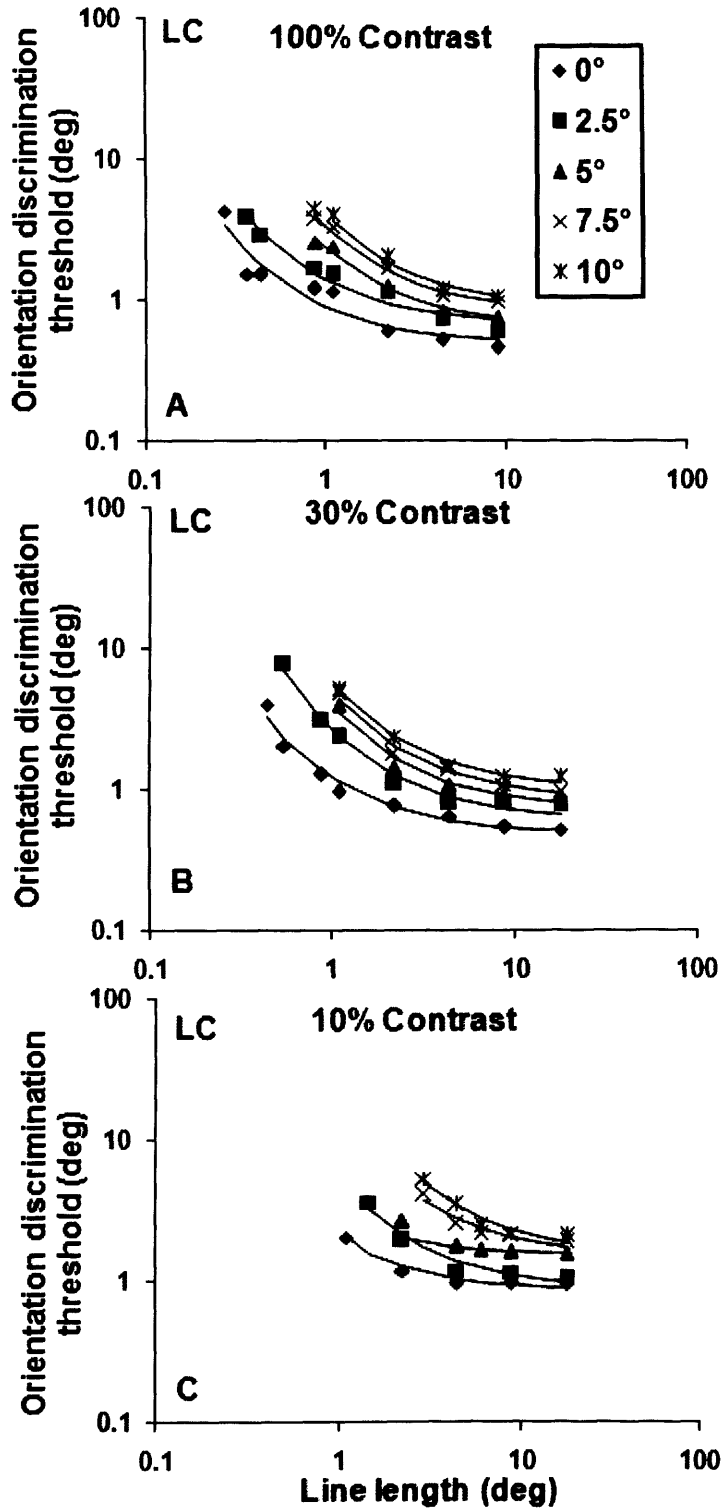 LC
100% Contrast
0°
2.5°
5°
7.5°
10°
Orientation discrimination
threshold (deg)
100
10
1
0.1
A
0.1
1
10
100
LC
30% Contrast
Orientation discrimination
threshold (deg)
100
10
1
0.1
B
0.1
1
10
100
LC
10% Contrast
Orientation discrimination
threshold (deg)
100
10
1
0.1
C
0.1
1
10
100
Line length (deg)